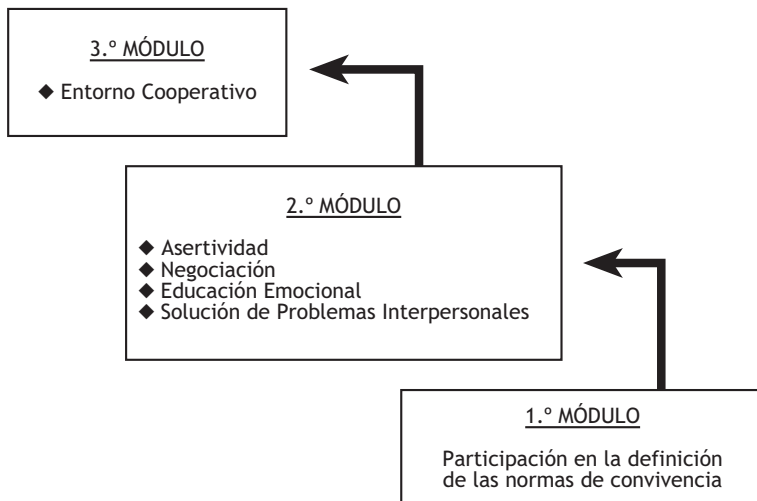 3.º MÓDULO
◆ Entorno Cooperativo
2.º MÓDULO
◆ Asertividad
◆ Negociación
◆ Educación Emocional
◆ Solución de Problemas Interpersonales
1.º MÓDULO
Participación en la definición
de las normas de convivencia